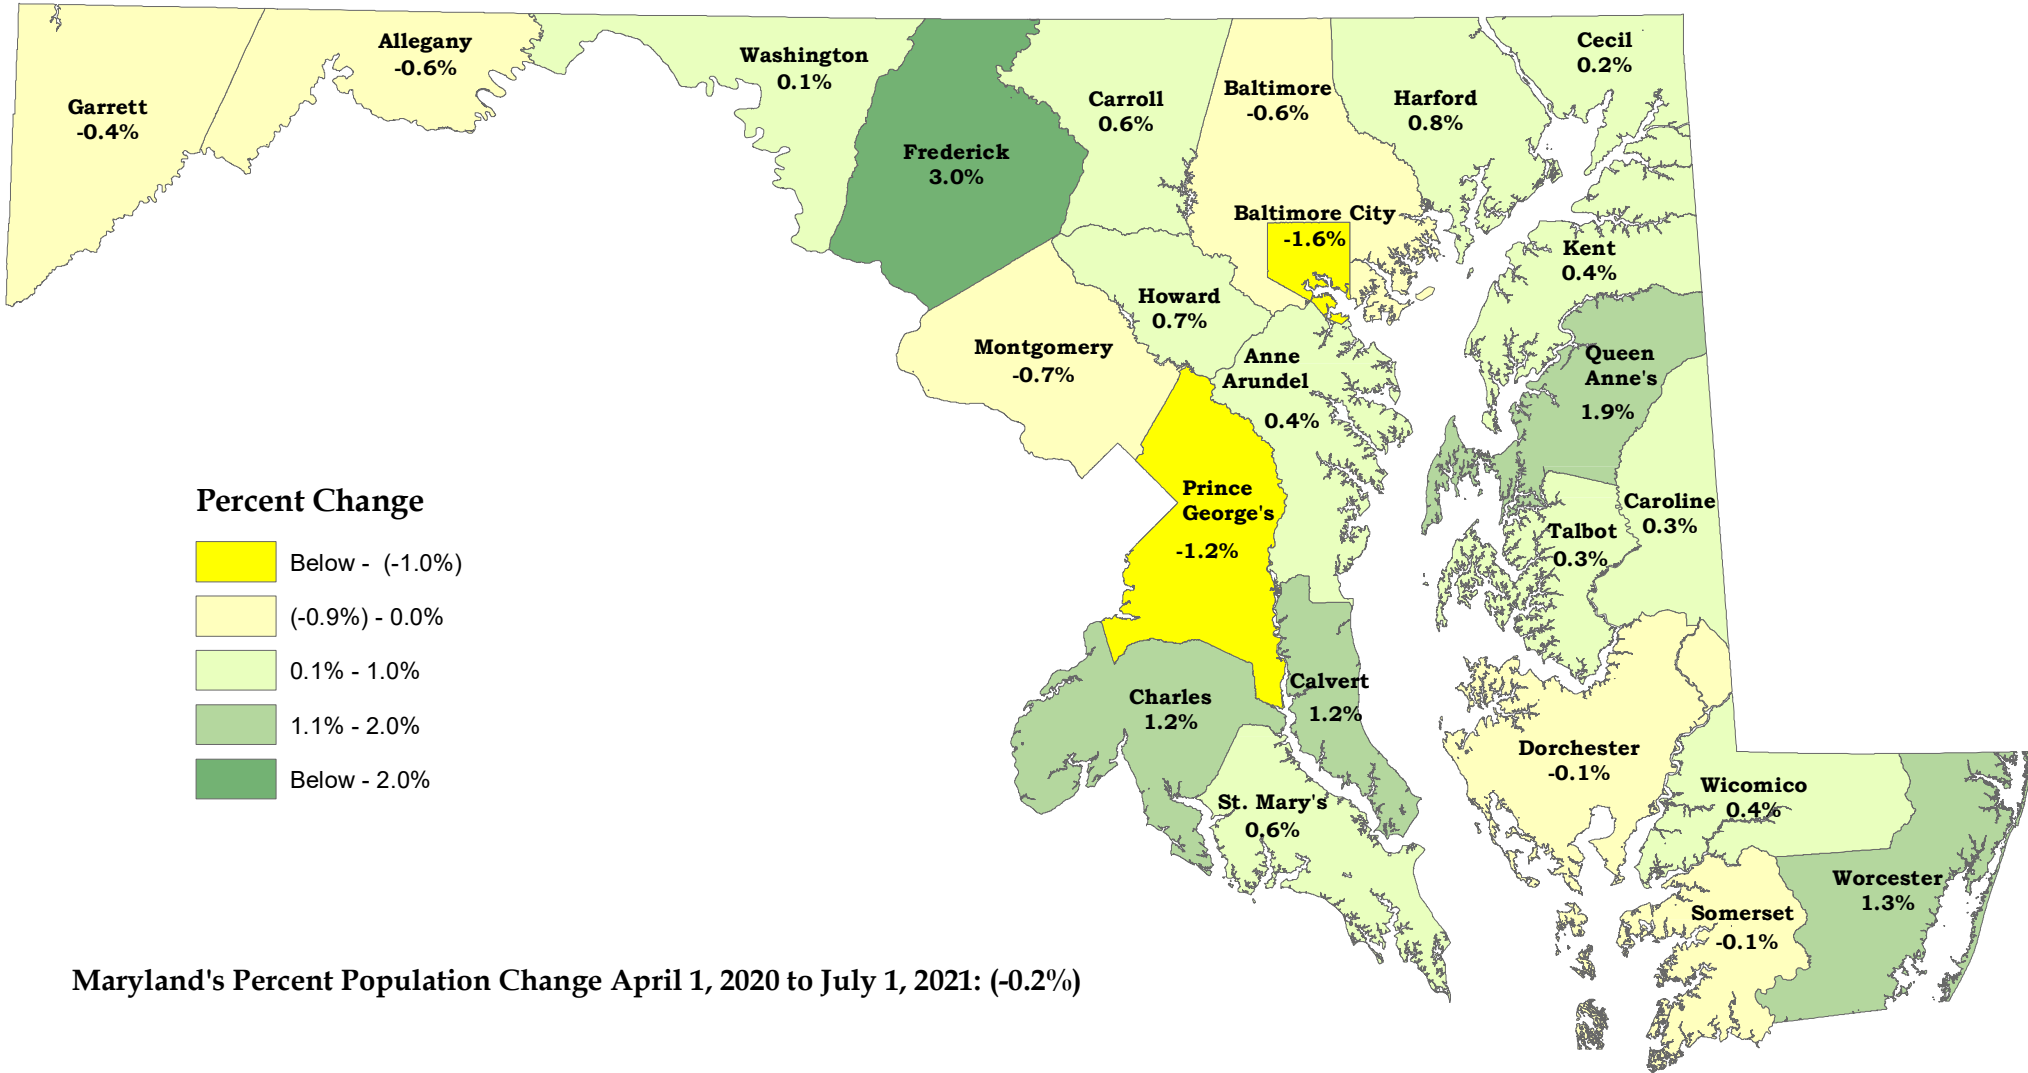 Garrett
-0.4%
Allegany
-0.6%
Washington
0.1%
Frederick
3.0%
Carroll
0.6%
Baltimore
-0.6%
Harford
0.8%
Cecil
0.2%
Baltimore City
-1.6%
Kent
0.4%
Howard
0.7%
Montgomery
-0.7%
Anne
Arundel
0.4%
Queen
Anne's
1.9%
Prince
George's
-1.2%
Caroline
0.3%
Talbot
0.3%
Charles
1.2%
Calvert
1.2%
St. Mary's
0.6%
Dorchester
-0.1%
Wicomico
0.4%
Worcester
1.3%
Somerset
-0.1%
Percent Change
Below - (-1.0%)
(-0.9%) - 0.0%
0.1% - 1.0%
1.1% - 2.0%
Below - 2.0%
Maryland's Percent Population Change April 1, 2020 to July 1, 2021: (-0.2%)